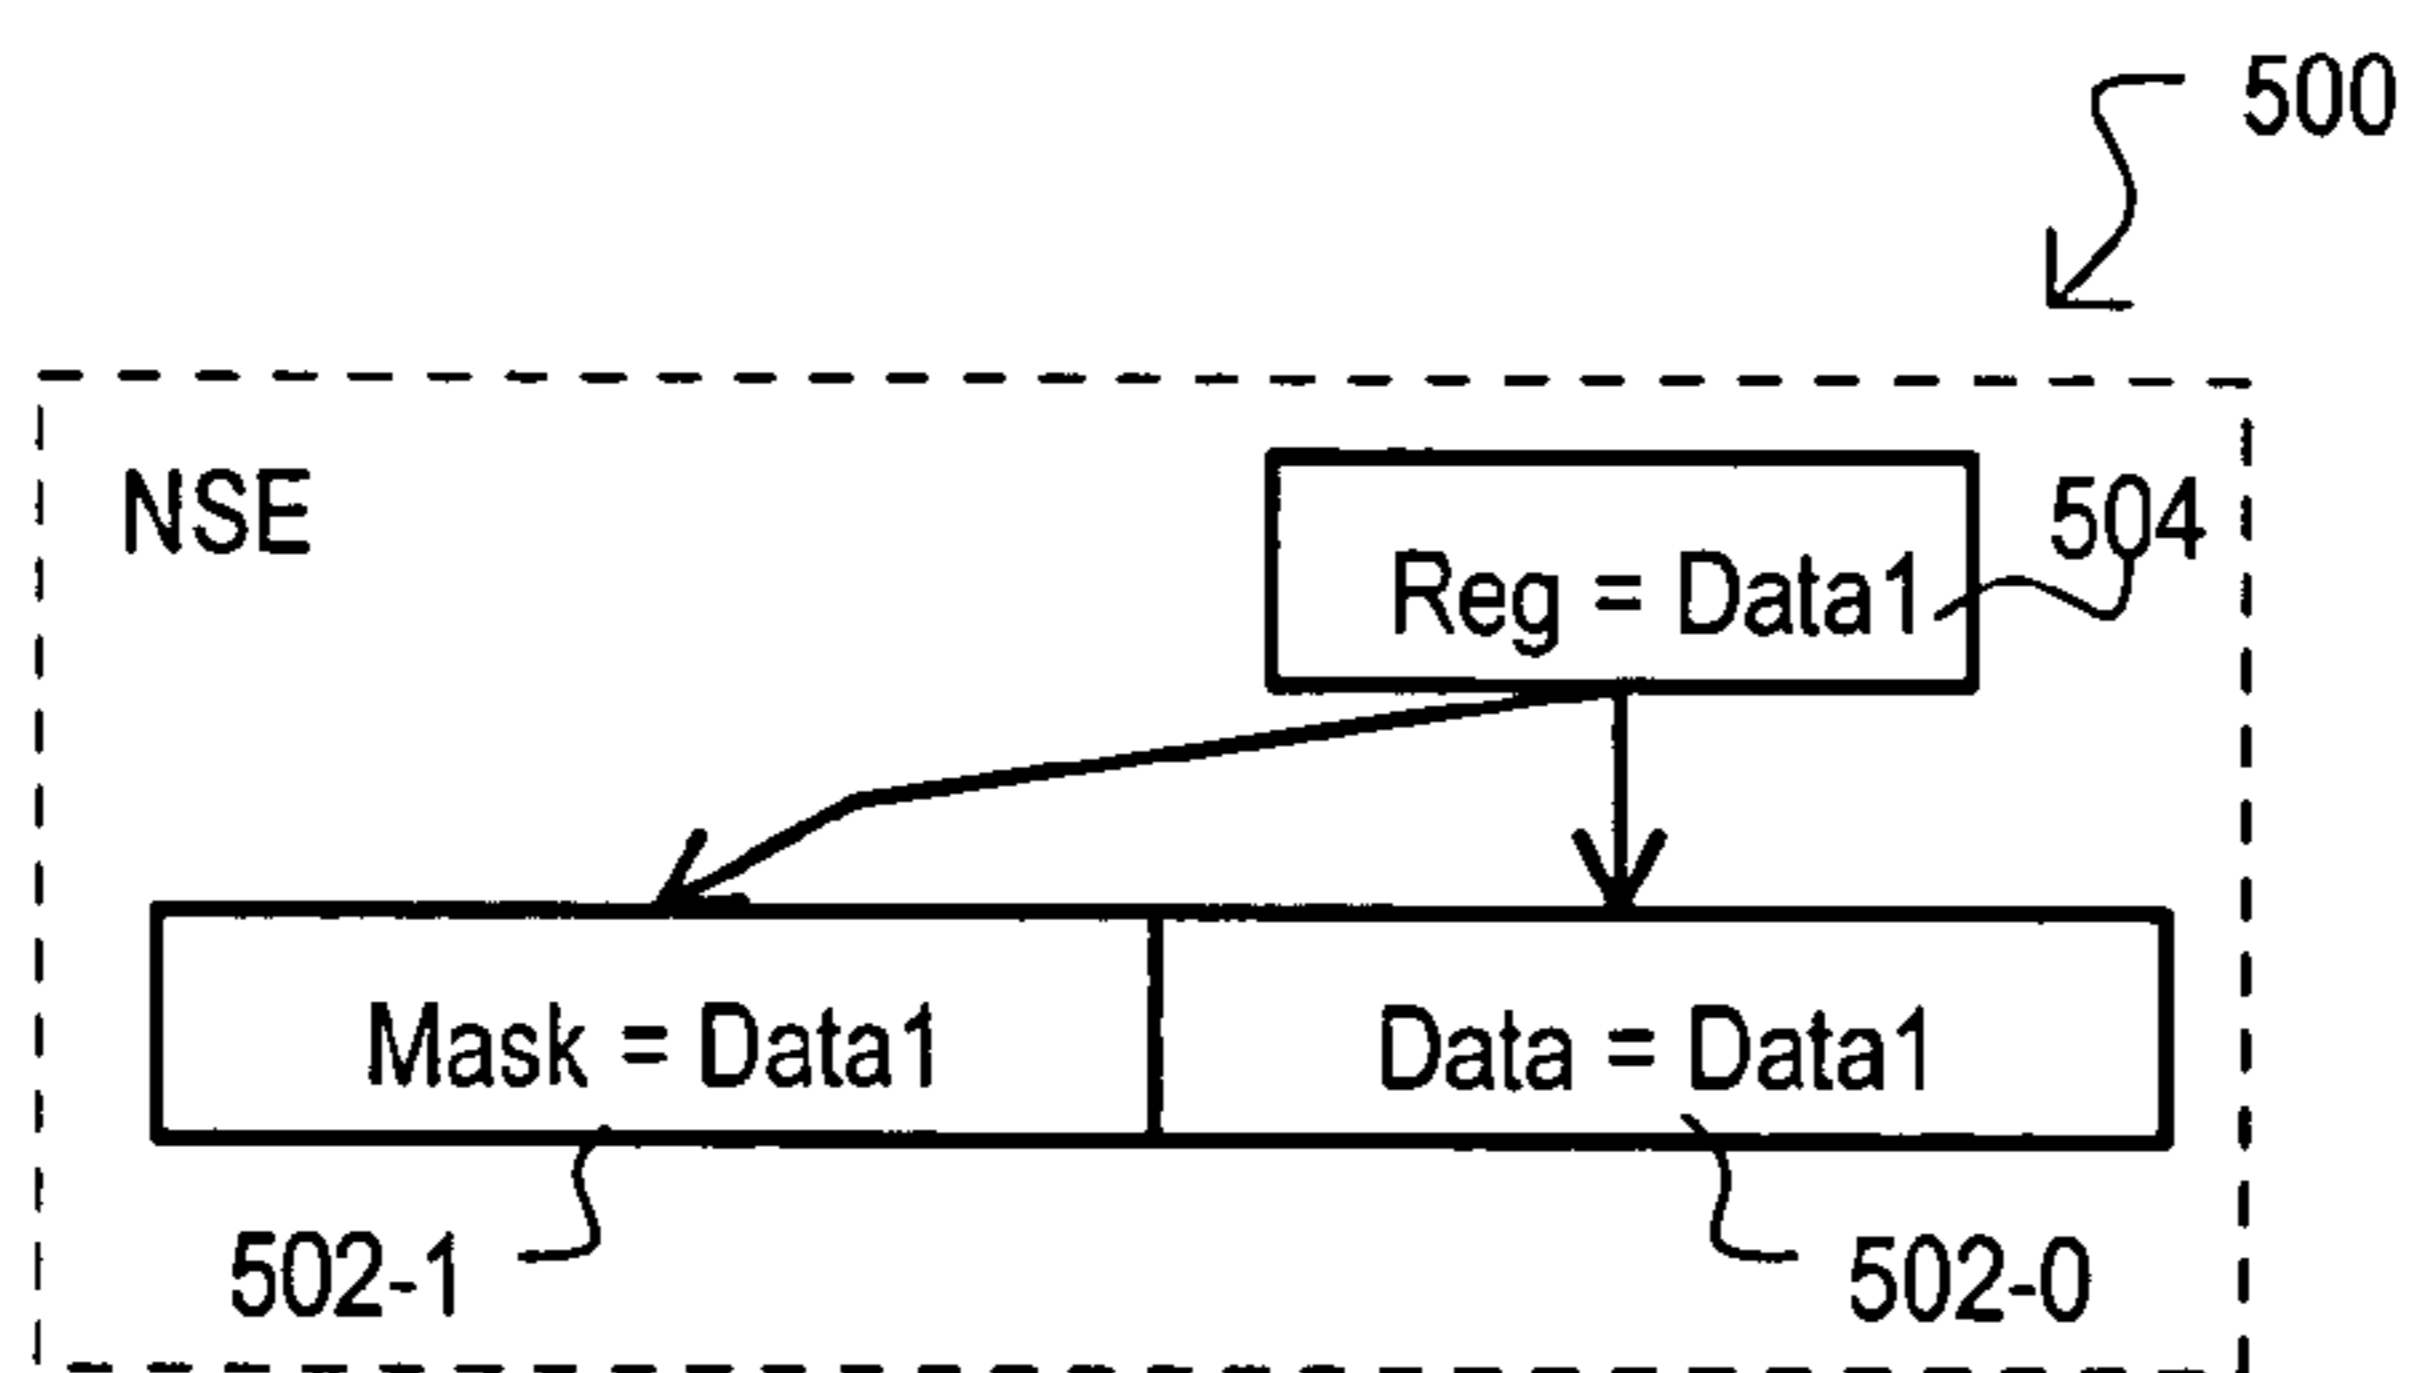 500
NSE
504
Reg = Data1
Mask = Data1
Data = Data1
502-1
502-0